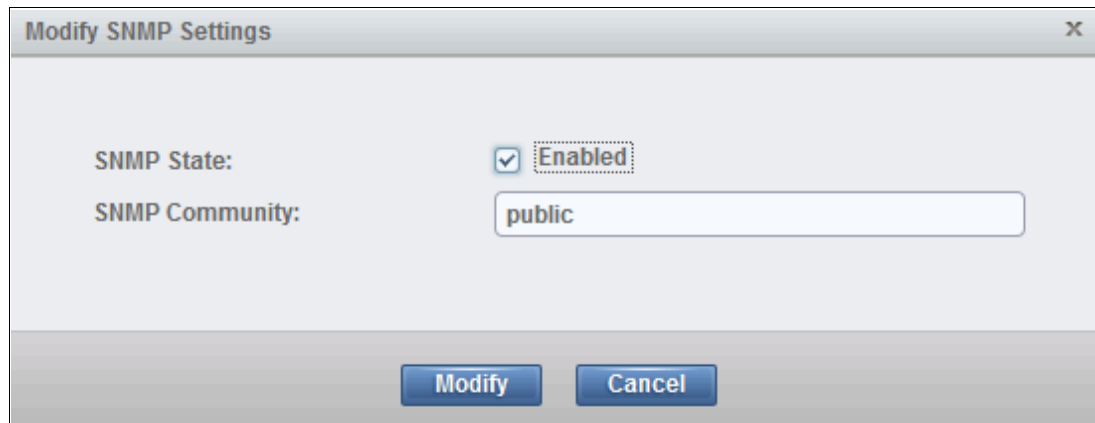 Modify SNMP Settings x
SNMP State: Enabled
SNMP Community: public
Modify Cancel